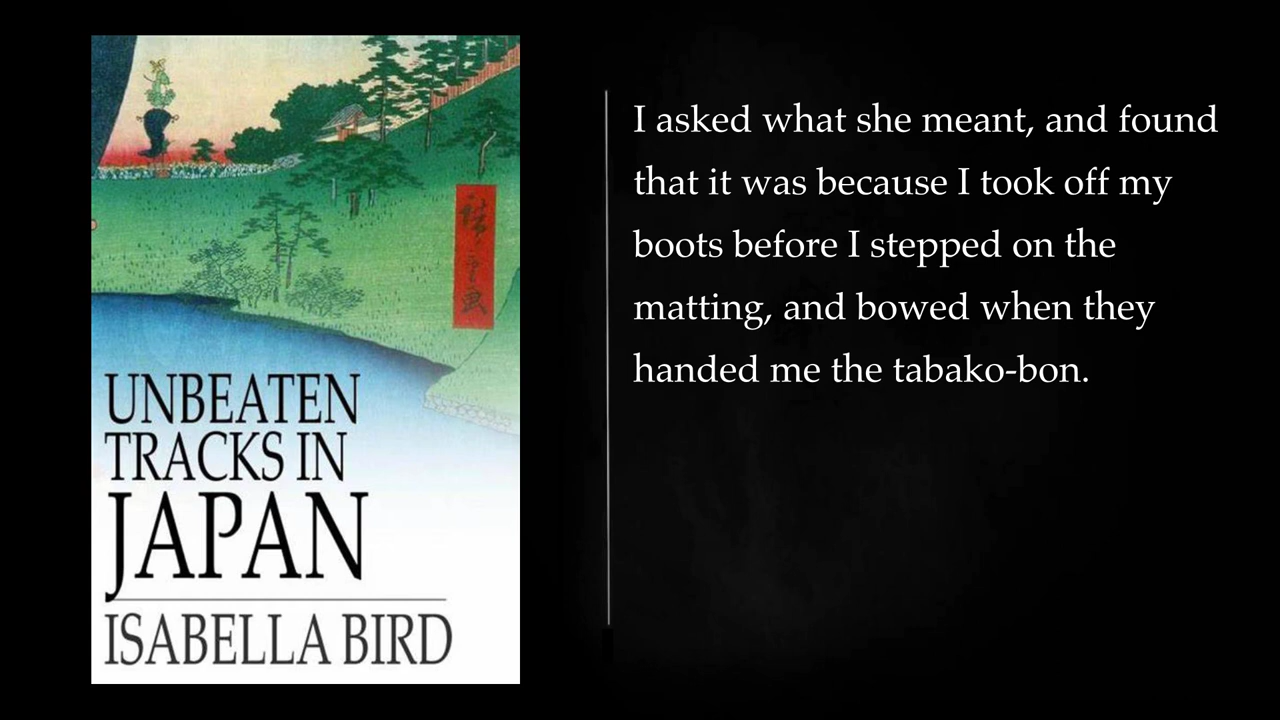 UNBEATEN
TRACKS IN
JAPAN
ISABELLA BIRD
I asked what she meant, and found
that it was because I took off my
boots before I stepped on the
matting, and bowed when they
handed me the tabako-bon.